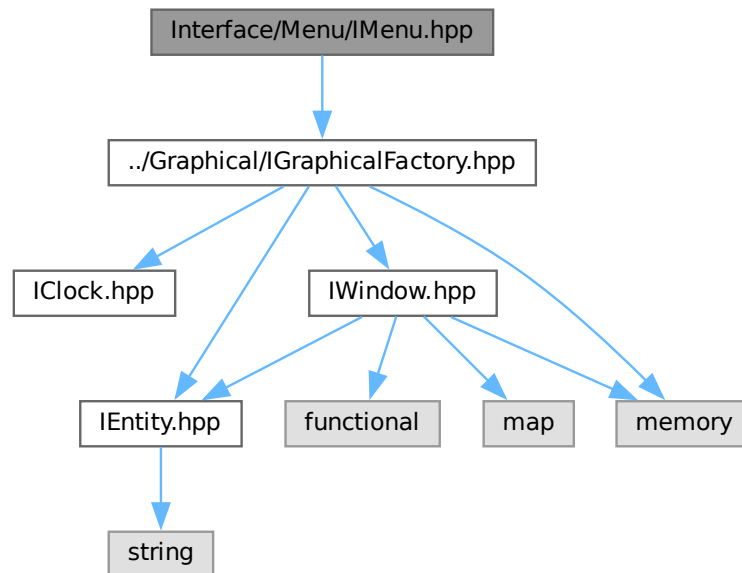 Interface/Menu/IMenu.hpp
../Graphical/IGraphicalFactory.hpp
IClock.hpp
IWindow.hpp
IEntity.hpp
functional
map
memory
string